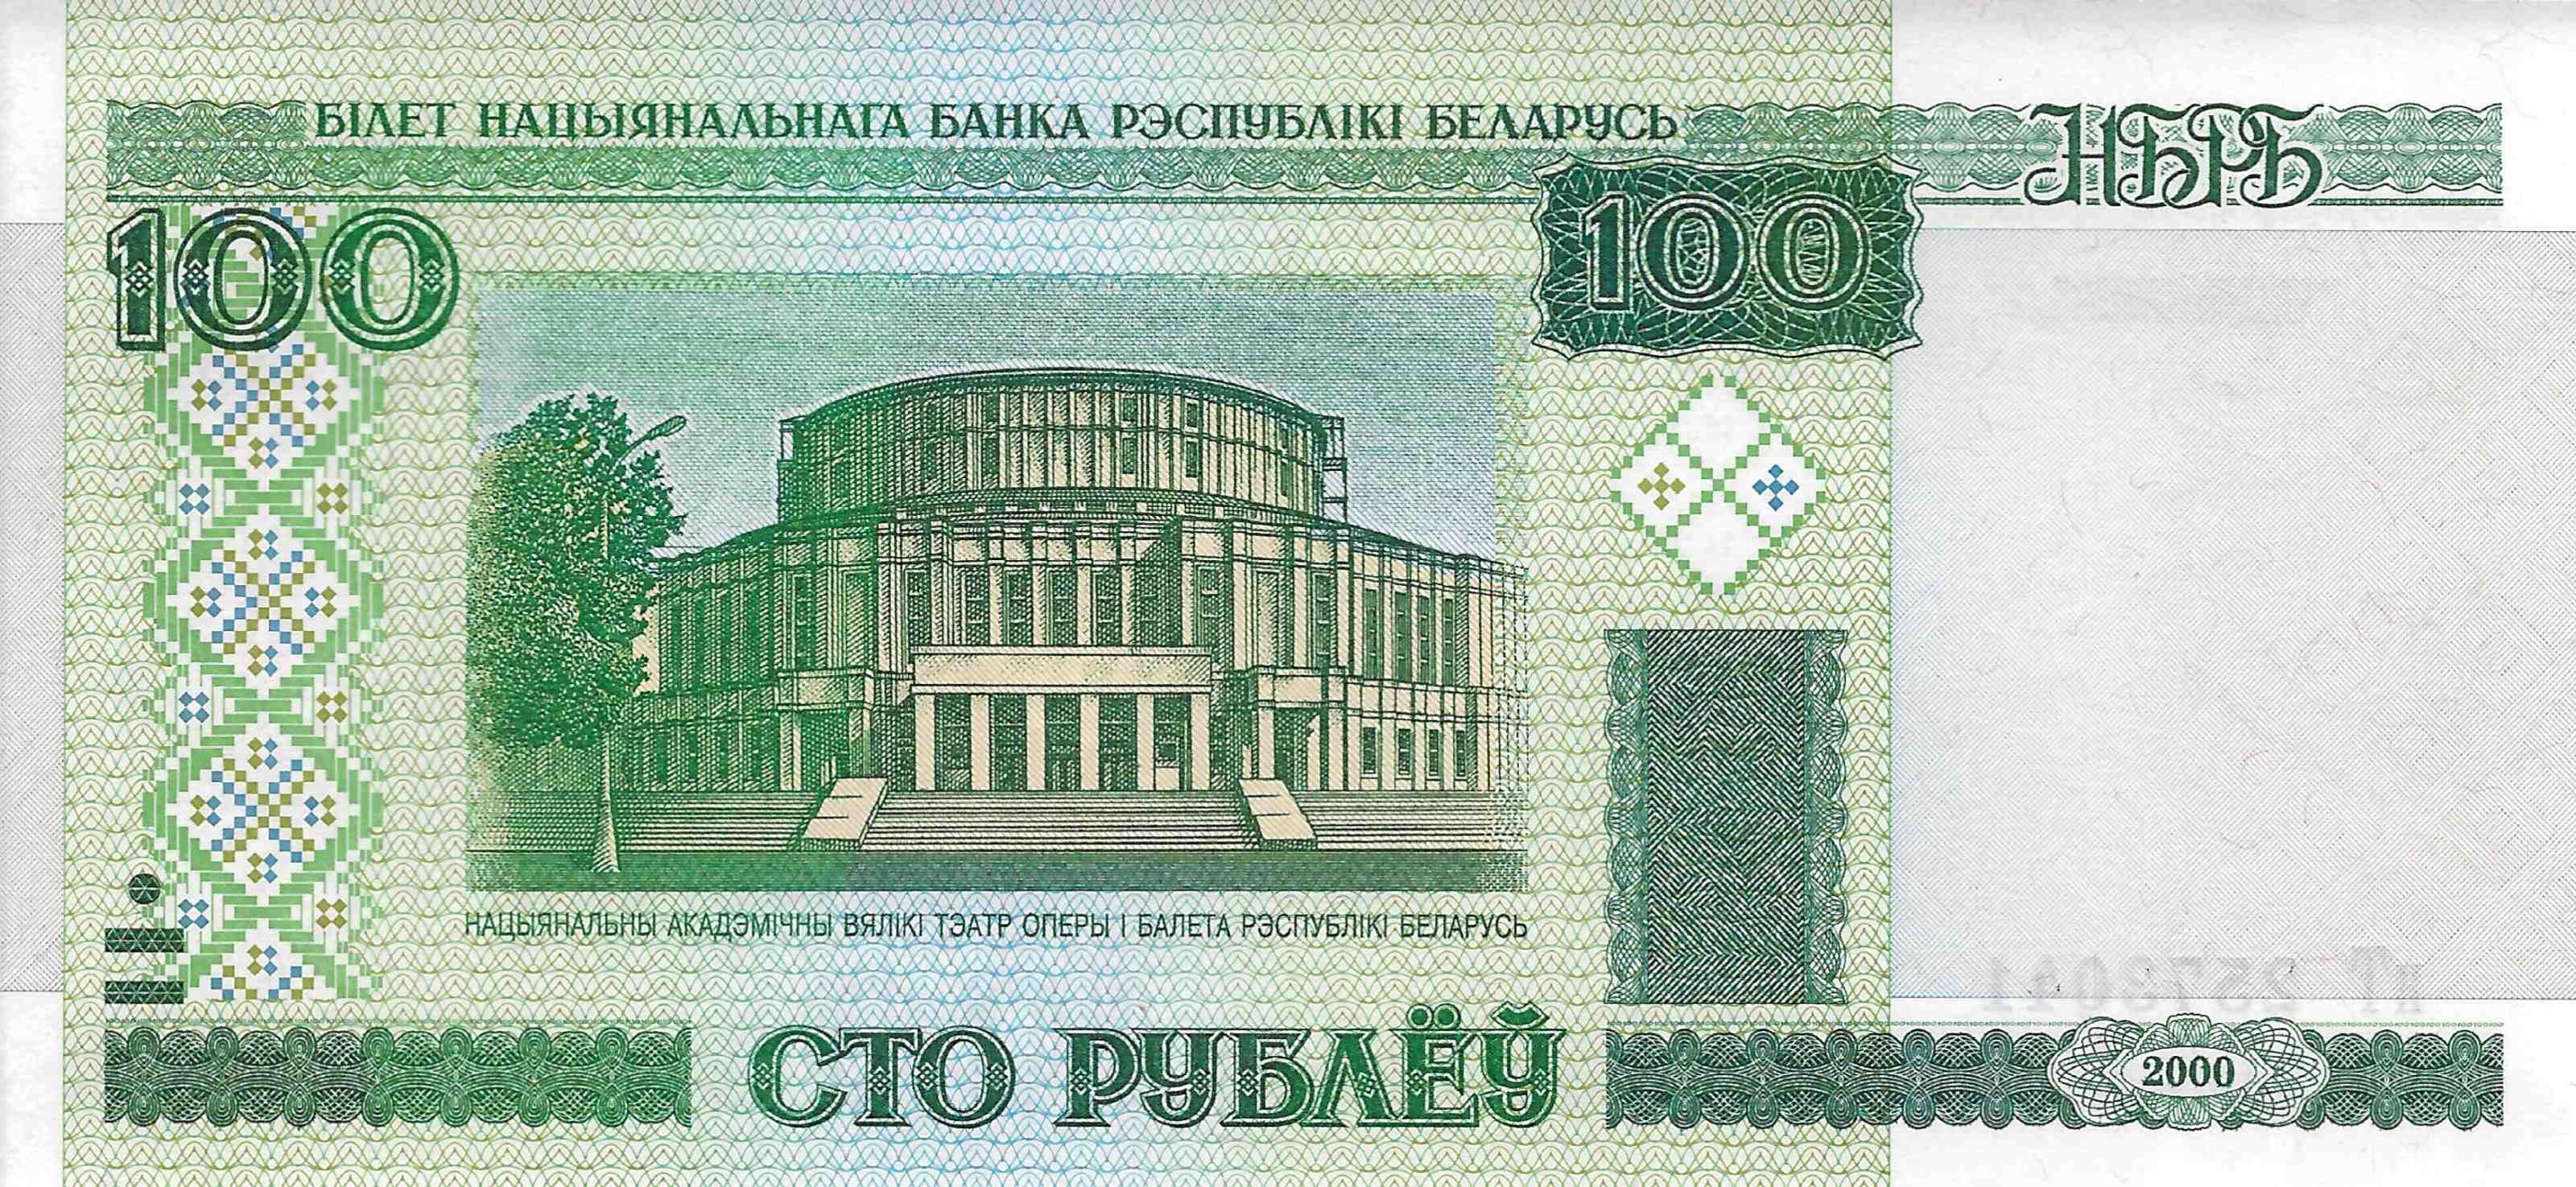 БІЛЕТ НАЦЫЯНАЛЬНАГА БАНКА РЭСПУБЛІКІ БЕЛАРУСЬ
НБРБ
100
100
НАЦЫЯНАЛЬНЫ АКАДЭМІЧНЫ ВЯЛІКІ ТЭАТР ОПЕРЫ І БАЛЕТА РЭСПУБЛІКІ БЕЛАРУСЬ
СТО РУБЛЁЎ
2000